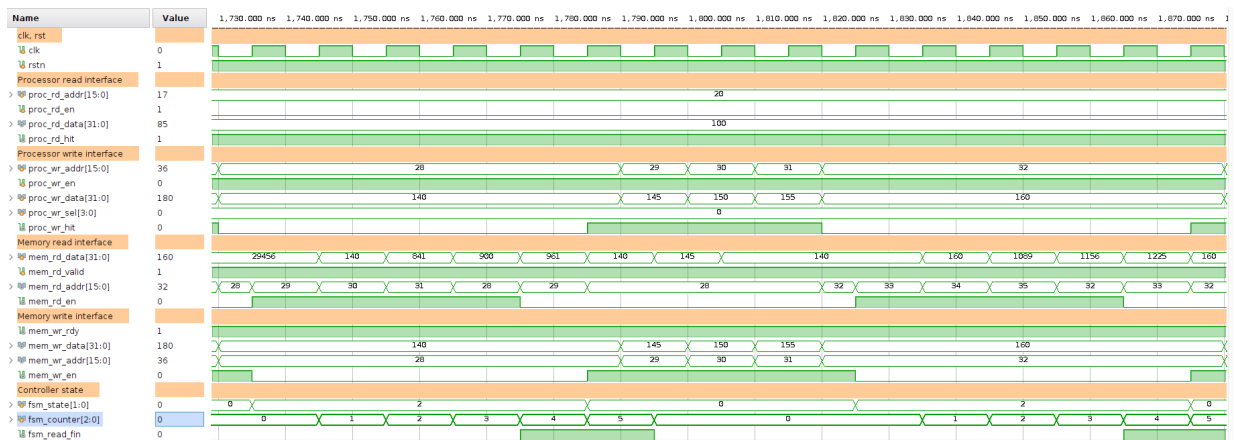 Name Value 1,730.000 ns 1,740.000 ns 1,750.000 ns 1,760.000 ns 1,770.000 ns 1,780.000 ns 1,790.000 ns 1,800.000 ns 1,810.000 ns 1,820.000 ns 1,830.000 ns 1,840.000 ns 1,850.000 ns 1,860.000 ns 1,870.000 ns
clk, rst
clk 0
rstn 1
Processor read interface
proc_rd_addr[15:0] 17 20
proc_rd_en 1
proc_rd_data[31:0] 85 100
proc_rd_hit 1
Processor write interface
proc_wr_addr[15:0] 36 28 29 30 31 32
proc_wr_en 0
proc_wr_data[31:0] 180 140 145 150 155 160
proc_wr_sel[3:0] 0 0
proc_wr_hit 0
Memory read interface
mem_rd_data[31:0] 160 29456 140 841 900 961 140 145 140 160 1089 1156 1225 160
mem_rd_valid 1
mem_rd_addr[15:0] 32 28 29 30 31 28 29 28 32 33 34 35 32 33 32
mem_rd_en 0
Memory write interface
mem_wr_rdy 1
mem_wr_data[31:0] 180 140 145 150 155 160
mem_wr_addr[15:0] 36 28 29 30 31 32
mem_wr_en 0
Controller state
fsm_state[1:0] 0 0 2 0 2 0
fsm_counter[2:0] 0 0 1 2 3 4 5 0 1 2 3 4 5
fsm_read_fin 0